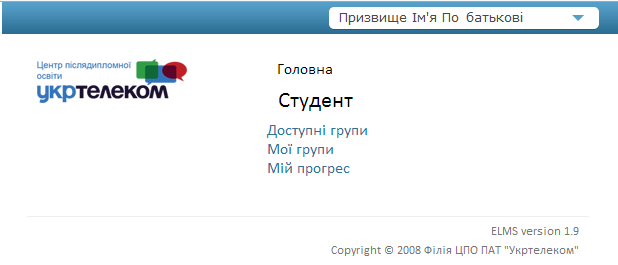 Призвище Ім'я По батькові
Центр післядипломної
освіти
укртелеком
Головна
Студент
Доступні групи
Мої групи
Мій прогрес
ELMS version 1.9
Copyright © 2008 Філія ЦПО ПАТ "Укртелеком"